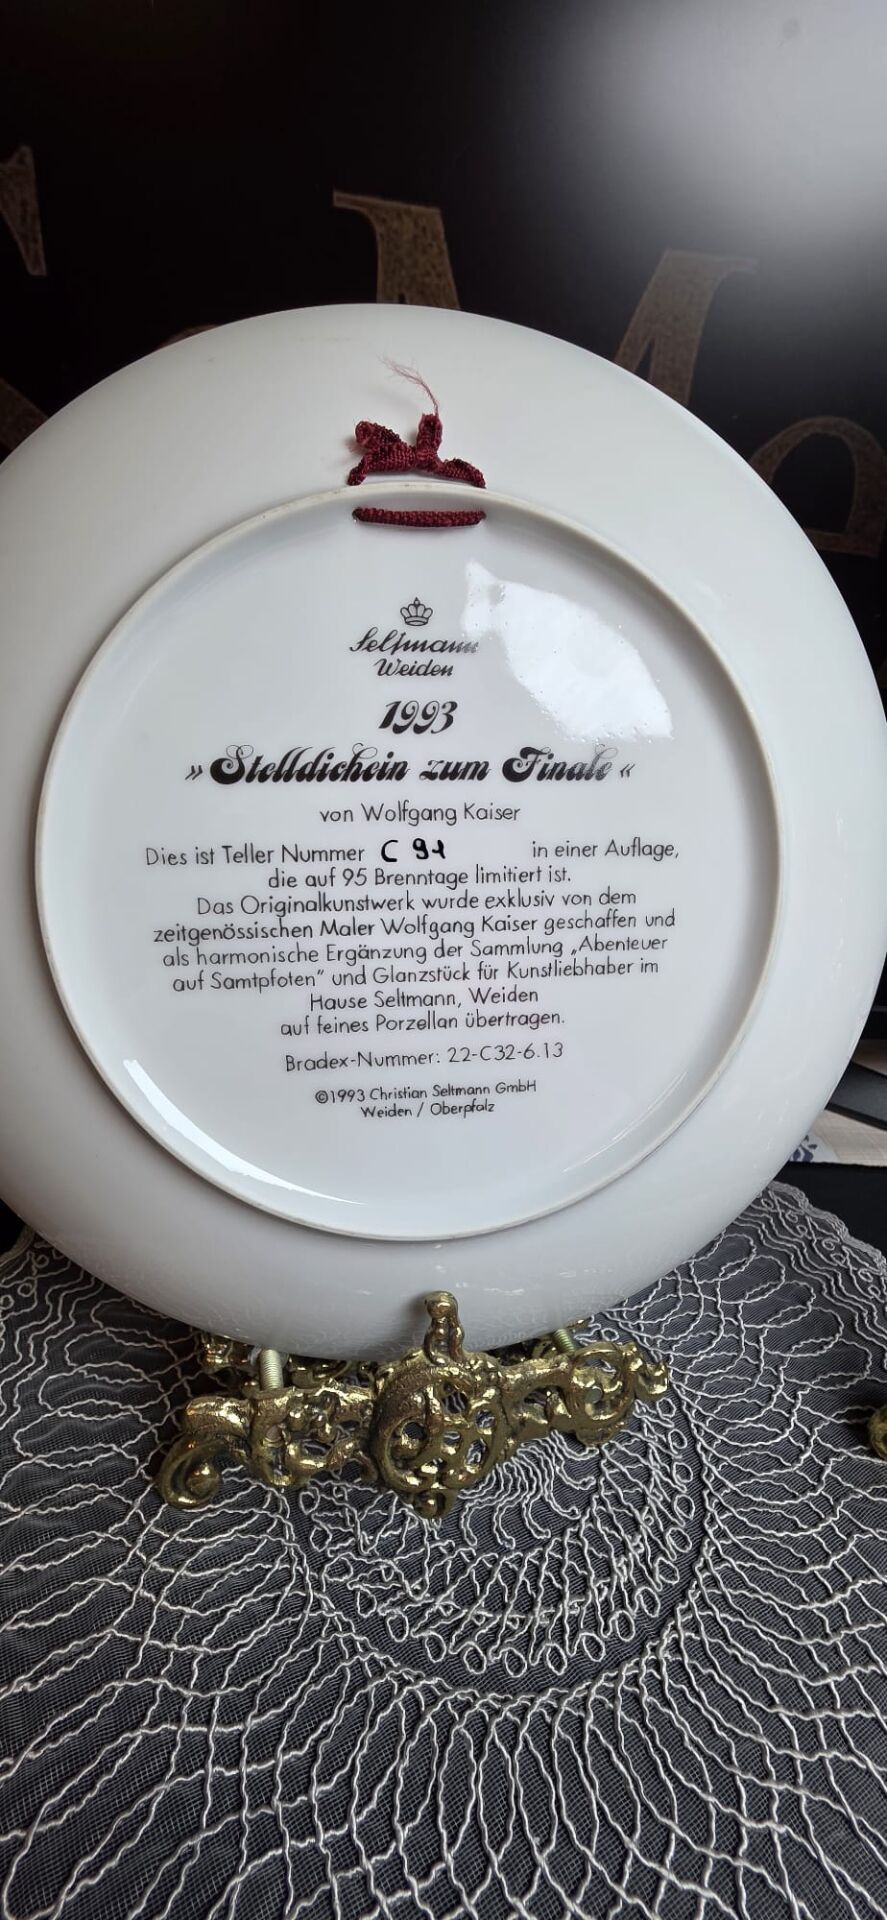 Seltmann
Weiden
1993
»Stelldichein zum Finale«
von Wolfgang Kaiser
Dies ist Teller Nummer C 91 in einer Auflage,
die auf 95 Brenntage limitiert ist.
Das Originalkunstwerk wurde exklusiv von dem
zeitgenössischen Maler Wolfgang Kaiser geschaffen und
als harmonische Ergänzung der Sammlung „Abenteuer
auf Samtpfoten" und Glanzstück für Kunstliebhaber im
Hause Seltmann, Weiden
auf feines Porzellan übertragen.
Bradex-Nummer: 22-C32-6.13
©1993 Christian Seltmann GmbH
Weiden / Oberpfalz